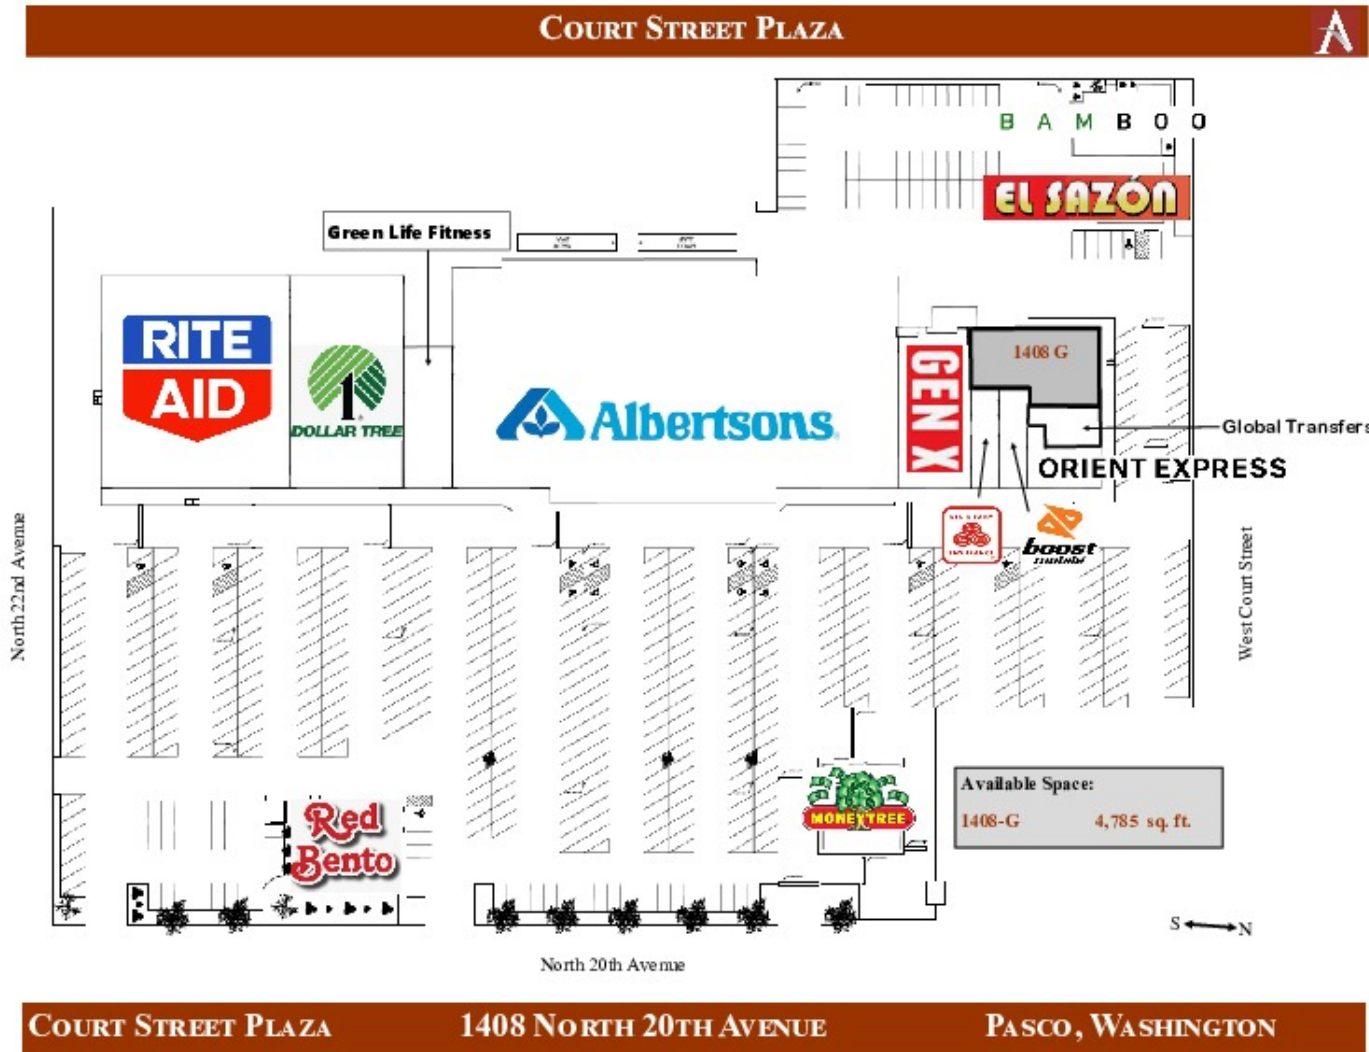 COURT STREET PLAZA
A
BAMBOO
EL SAZÓN
Green Life Fitness
RITE
AID
1
DOLLAR TREE
Albertsons
GEN X
1408 G
Global Transfers
ORIENT EXPRESS
boost
mobile
North 22nd Avenue
West Court Street
Red
Bento
MONEYTREE
Available Space:
1408-G 4,785 sq. ft.
S N
North 20th Avenue
COURT STREET PLAZA 1408 NORTH 20TH AVENUE PASCO, WASHINGTON